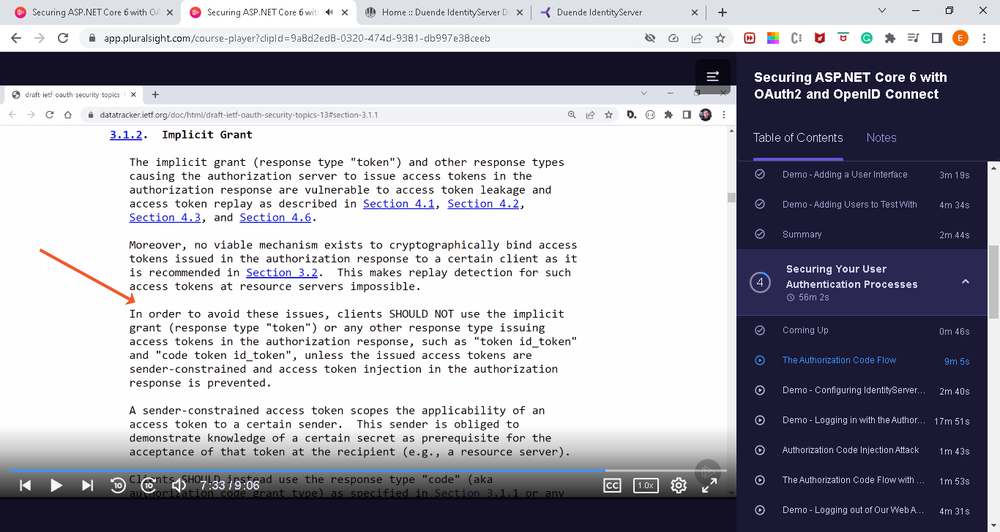 Securing ASP.NET Core 6 with OA
Securing ASP.NET Core 6 with
Home :: Duende IdentityServer D
Duende IdentityServer
app.pluralsight.com/course-player?clipId=9a8d2ed8-0320-474d-9381-db997e38ceeb
E
draft-ietf-oauth-security-topics-1
datatracker.ietf.org/doc/html/draft-ietf-oauth-security-topics-13#section-3.1.1
D.
3.1.2. Implicit Grant
The implicit grant (response type "token") and other response types
causing the authorization server to issue access tokens in the
authorization response are vulnerable to access token leakage and
access token replay as described in Section 4.1, Section 4.2,
Section 4.3, and Section 4.6.
Moreover, no viable mechanism exists to cryptographically bind access
tokens issued in the authorization response to a certain client as it
is recommended in Section 3.2. This makes replay detection for such
access tokens at resource servers impossible.
In order to avoid these issues, clients SHOULD NOT use the implicit
grant (response type "token") or any other response type issuing
access tokens in the authorization response, such as "token id_token"
and "code token id_token", unless the issued access tokens are
sender-constrained and access token injection in the authorization
response is prevented.
A sender-constrained access token scopes the applicability of an
access token to a certain sender. This sender is obliged to
demonstrate knowledge of a certain secret as prerequisite for the
acceptance of that token at the recipient (e.g., a resource server).
Clients SHOULD instead use the response type "code" (aka
authorization code grant type) as specified in Section 3.1.1 or any
10
10
7:33 / 9:06
CC
1.0x
Securing ASP.NET Core 6 with
OAuth2 and OpenID Connect
Table of Contents
Notes
Demo - Adding a User Interface 3m 19s
Demo - Adding Users to Test With 4m 34s
Summary 2m 44s
4
Securing Your User
Authentication Processes
56m 2s
Coming Up 0m 46s
The Authorization Code Flow 9m 5s
Demo - Configuring IdentityServer... 2m 40s
Demo - Logging in with the Author... 17m 51s
Authorization Code Injection Attack 1m 43s
The Authorization Code Flow with ... 1m 53s
Demo - Logging out of Our Web A... 4m 31s